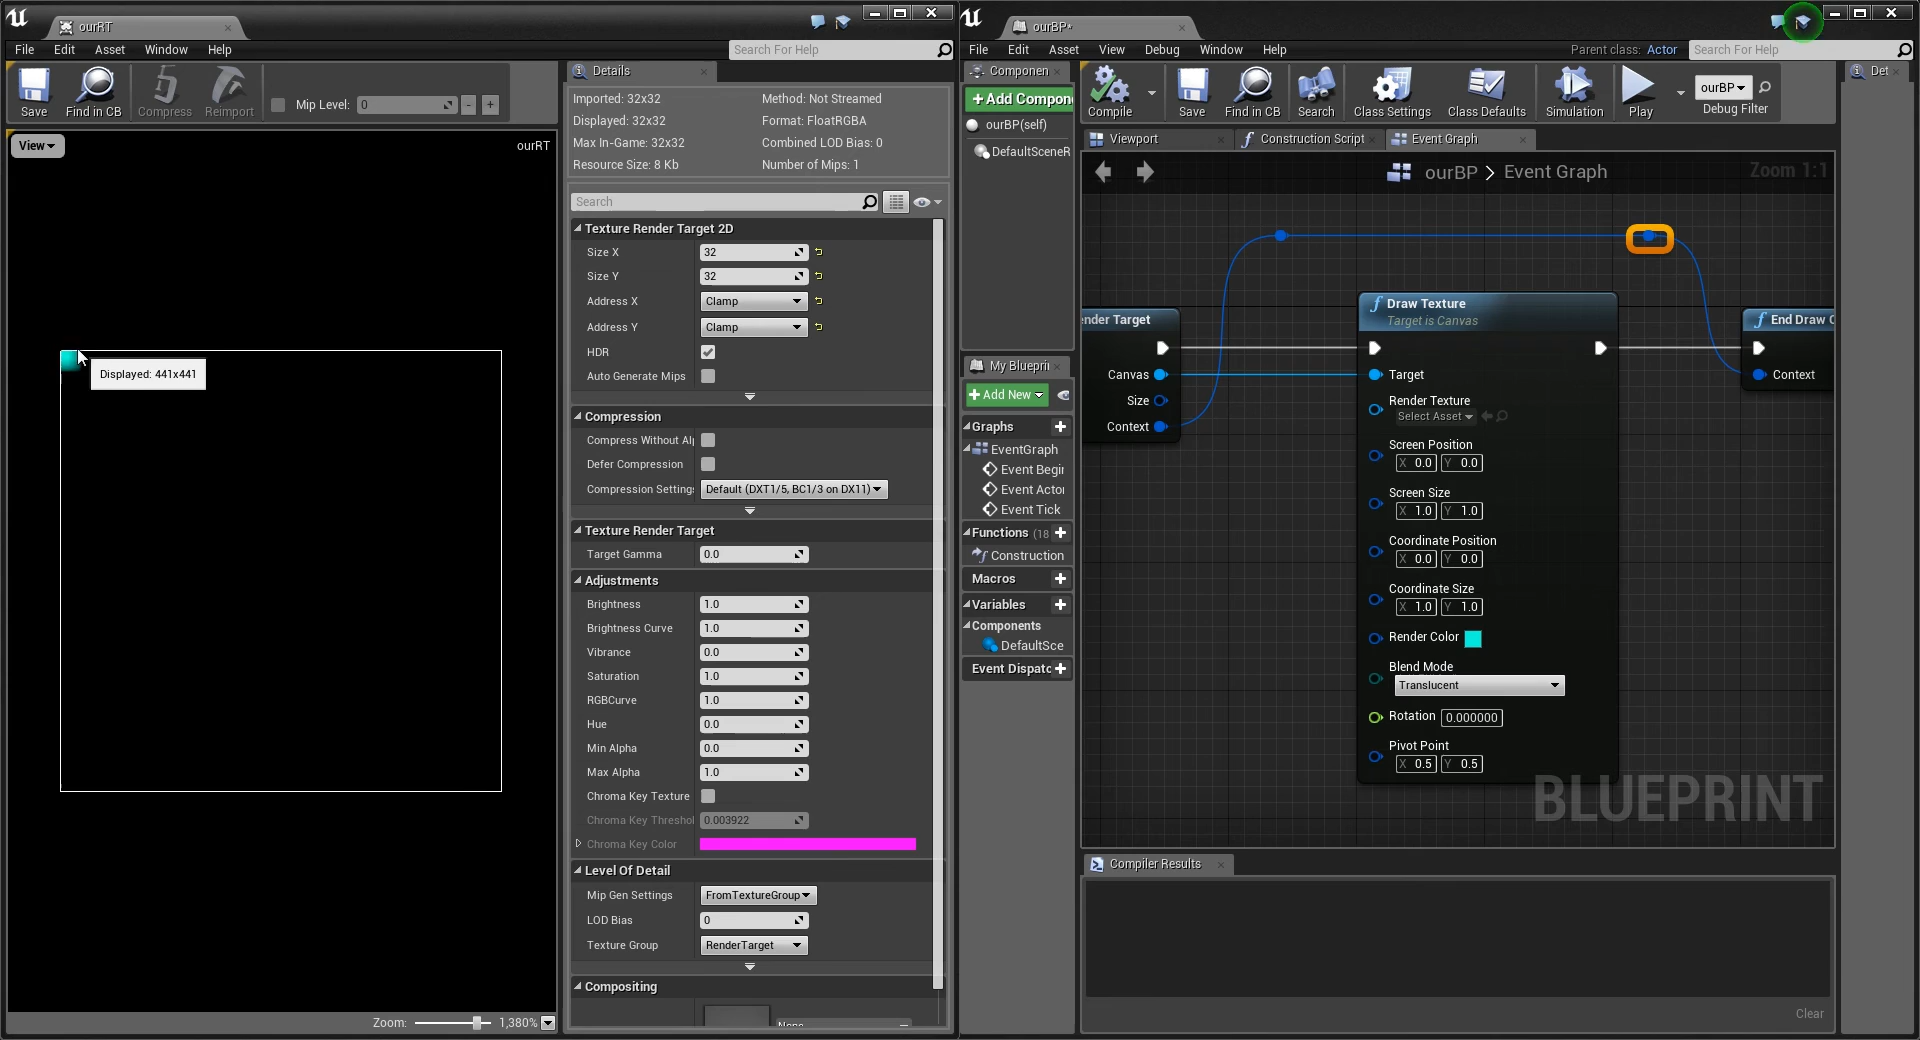 ourRT
File Edit Asset Window Help
Search For Help
Save
Find in CB
Compress
Reimport
Mip Level: 0 - +
View
ourRT
Displayed: 441x441
Zoom: 1,380%
Details
Imported: 32x32 Method: Not Streamed
Displayed: 32x32 Format: FloatRGBA
Max In-Game: 32x32 Combined LOD Bias: 0
Resource Size: 8 Kb Number of Mips: 1
Search
Texture Render Target 2D
Size X 32
Size Y 32
Address X Clamp
Address Y Clamp
HDR
Auto Generate Mips
Compression
Compress Without Al
Defer Compression
Compression Setting Default (DXT1/5, BC1/3 on DX11)
Texture Render Target
Target Gamma 0.0
Adjustments
Brightness 1.0
Brightness Curve 1.0
Vibrance 0.0
Saturation 1.0
RGBCurve 1.0
Hue 0.0
Min Alpha 0.0
Max Alpha 1.0
Chroma Key Texture
Chroma Key Threshol 0.003922
Chroma Key Color
Level Of Detail
Mip Gen Settings FromTextureGroup
LOD Bias 0
Texture Group RenderTarget
Compositing
None
ourBP*
File Edit Asset View Debug Window Help
Parent class: Actor
Search For Help
Componen
+Add Compon
ourBP(self)
DefaultSceneR
My Bluepri
+Add New
Graphs +
EventGraph
Event Begin
Event Actor
Event Tick
Functions (18 +
Construction
Macros +
Variables +
Components
DefaultSce
Event Dispatc +
Compile
Save
Find in CB
Search
Class Settings
Class Defaults
Simulation
Play
ourBP
Debug Filter
Det
Viewport Construction Script Event Graph
ourBP > Event Graph
Zoom 1:1
ender Target
Canvas
Size
Context
Draw Texture
Target is Canvas
Target
Render Texture
Select Asset
Screen Position
X 0.0 Y 0.0
Screen Size
X 1.0 Y 1.0
Coordinate Position
X 0.0 Y 0.0
Coordinate Size
X 1.0 Y 1.0
Render Color
Blend Mode
Translucent
Rotation 0.000000
Pivot Point
X 0.5 Y 0.5
End Draw C
Context
BLUEPRINT
Compiler Results
Clear